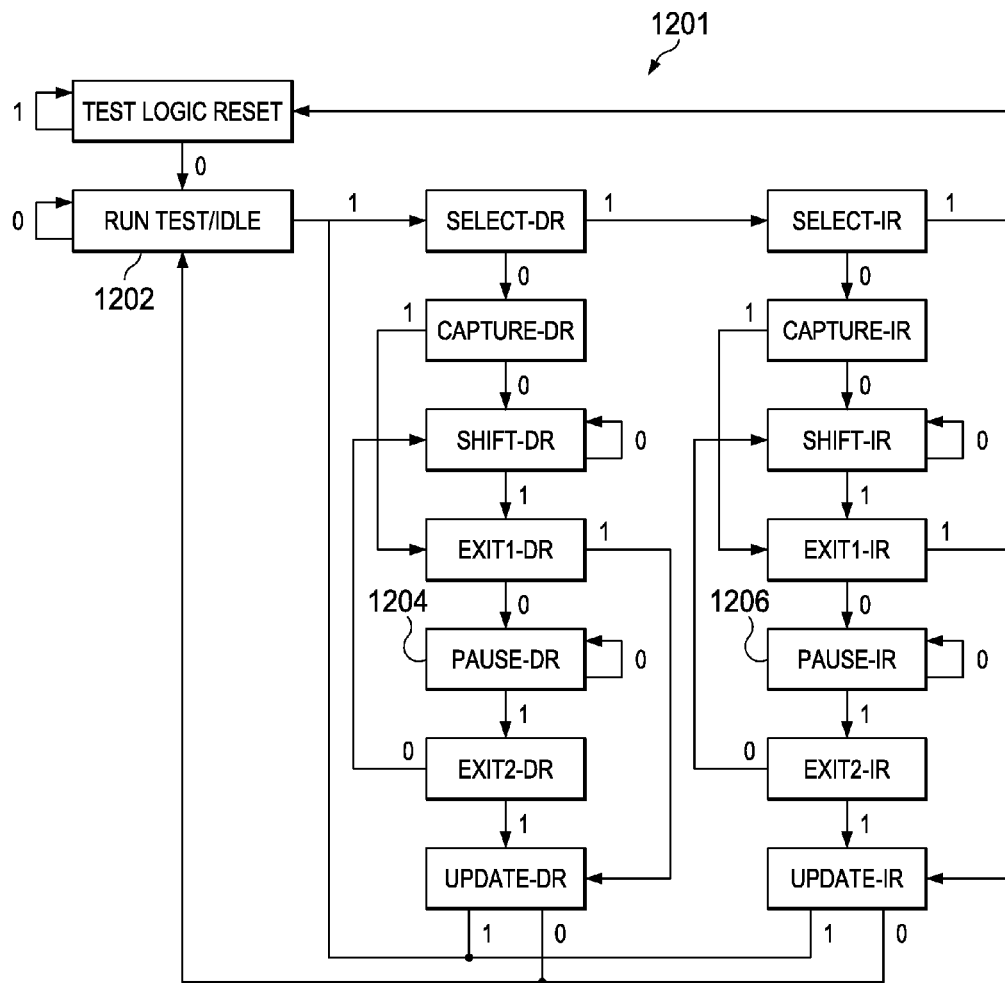 1201
1
TEST LOGIC RESET
0
0
RUN TEST/IDLE
1
SELECT-DR
1
SELECT-IR
1
1202
0
0
1
CAPTURE-DR
1
CAPTURE-IR
0
0
SHIFT-DR
0
SHIFT-IR
0
1
1
EXIT1-DR
1
EXIT1-IR
1
1204
0
1206
0
PAUSE-DR
0
PAUSE-IR
0
1
1
0
EXIT2-DR
0
EXIT2-IR
1
1
UPDATE-DR
UPDATE-IR
1
0
1
0